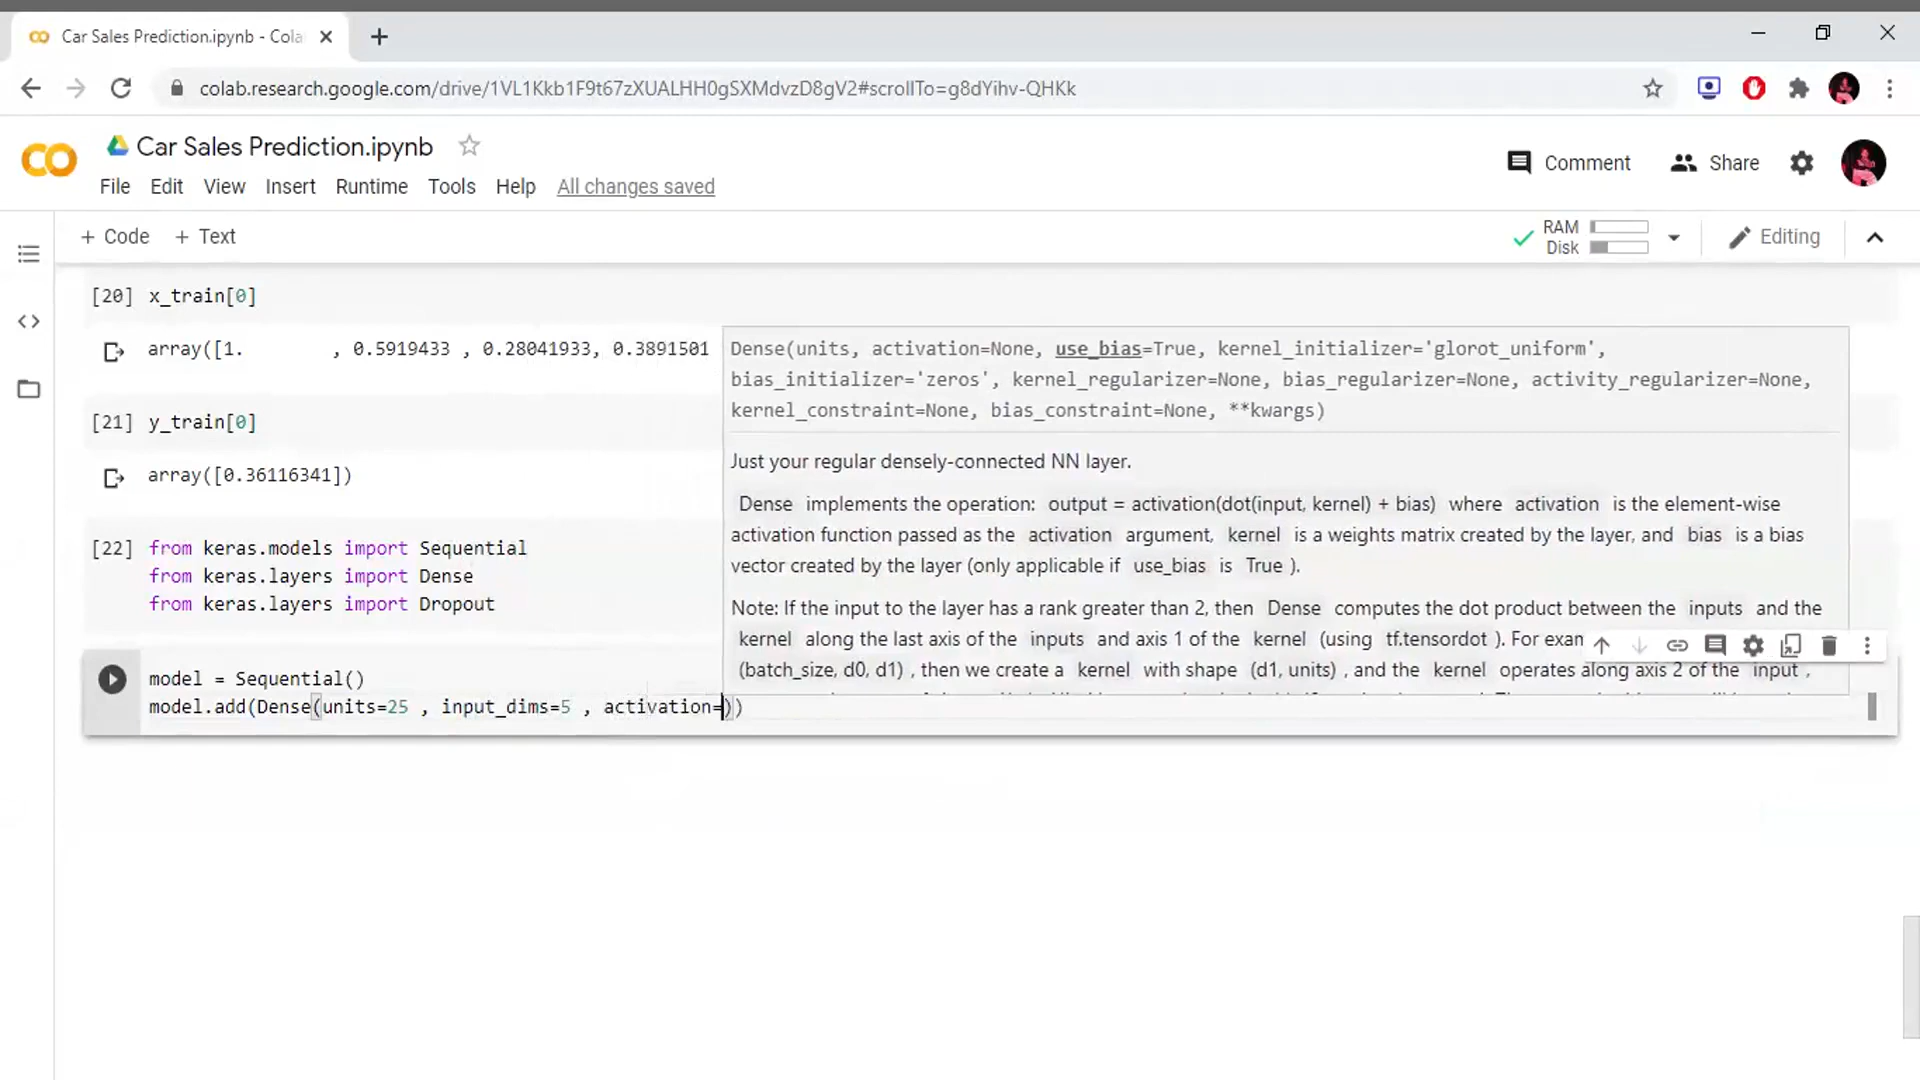 Car Sales Prediction.ipynb - Cola
colab.research.google.com/drive/1VL1Kkb1F9t67zXUALHH0gSXMdvzD8gV2#scrollTo=g8dYihv-QHKk
Car Sales Prediction.ipynb
Comment Share
File Edit View Insert Runtime Tools Help All changes saved
+ Code + Text
RAM
Disk
Editing
[20] x_train[0]
array([1. , 0.5919433 , 0.28041933, 0.3891501
Dense(units, activation=None, use_bias=True, kernel_initializer='glorot_uniform',
bias_initializer='zeros', kernel_regularizer=None, bias_regularizer=None, activity_regularizer=None,
kernel_constraint=None, bias_constraint=None, **kwargs)
[21] y_train[0]
array([0.36116341])
Just your regular densely-connected NN layer.
Dense implements the operation: output = activation(dot(input, kernel) + bias) where activation is the element-wise
activation function passed as the activation argument, kernel is a weights matrix created by the layer, and bias is a bias
vector created by the layer (only applicable if use_bias is True ).
Note: If the input to the layer has a rank greater than 2, then Dense computes the dot product between the inputs and the
kernel along the last axis of the inputs and axis 1 of the kernel (using tf.tensordot ). For exam
(batch_size, d0, d1) , then we create a kernel with shape (d1, units) , and the kernel operates along axis 2 of the input ,
[22] from keras.models import Sequential
from keras.layers import Dense
from keras.layers import Dropout
model = Sequential()
model.add(Dense(units=25 , input_dims=5 , activation=))